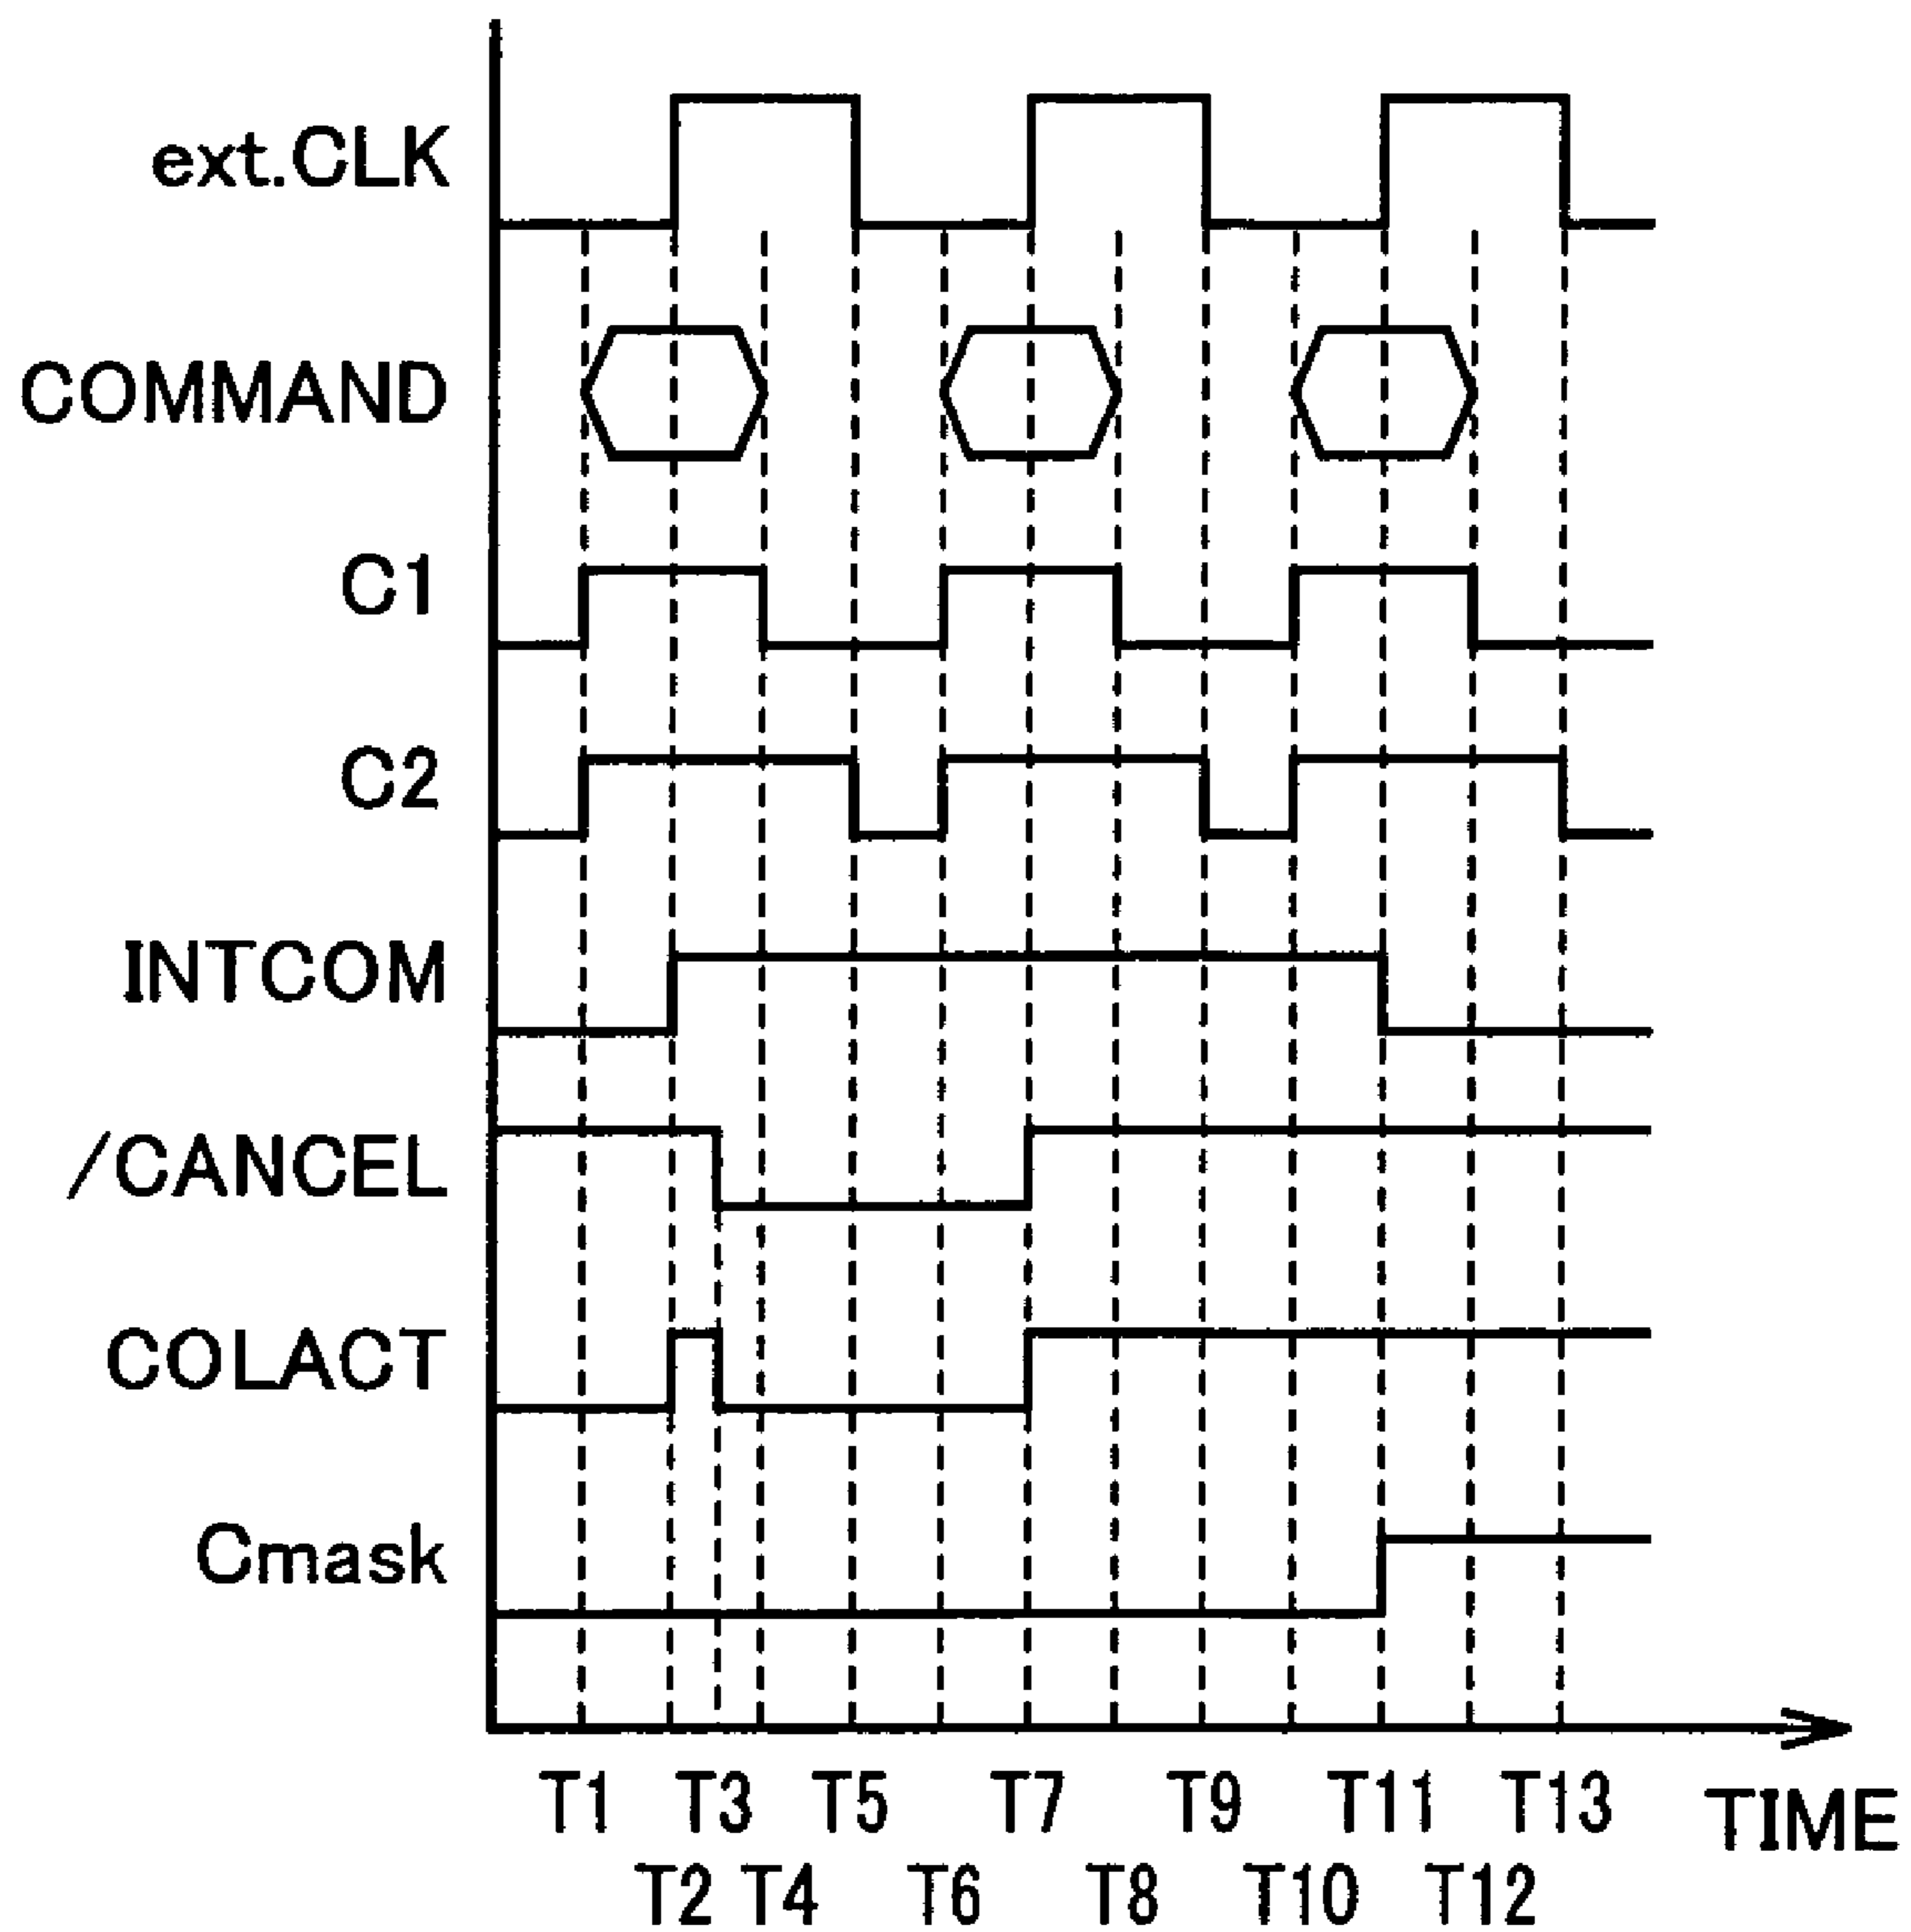 ext.CLK
COMMAND
C1
C2
INTCOM
/CANCEL
COLACT
Cmask
T1 T3 T5 T7 T9 T11 T13 TIME
T2 T4 T6 T8 T10 T12